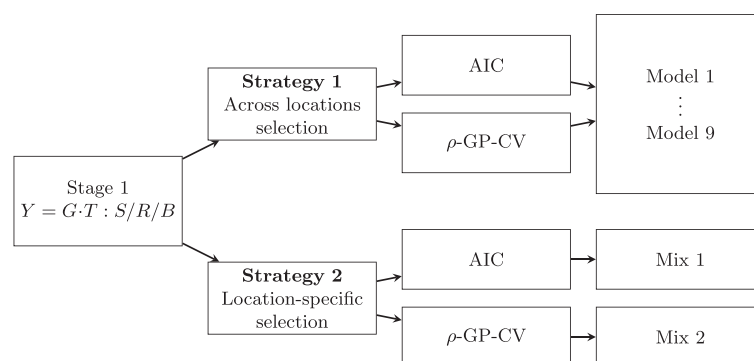 Stage 1
Y = G·T : S/R/B
Strategy 1
Across locations
selection
AIC
ρ-GP-CV
Model 1
⋮
Model 9
Strategy 2
Location-specific
selection
AIC
Mix 1
ρ-GP-CV
Mix 2